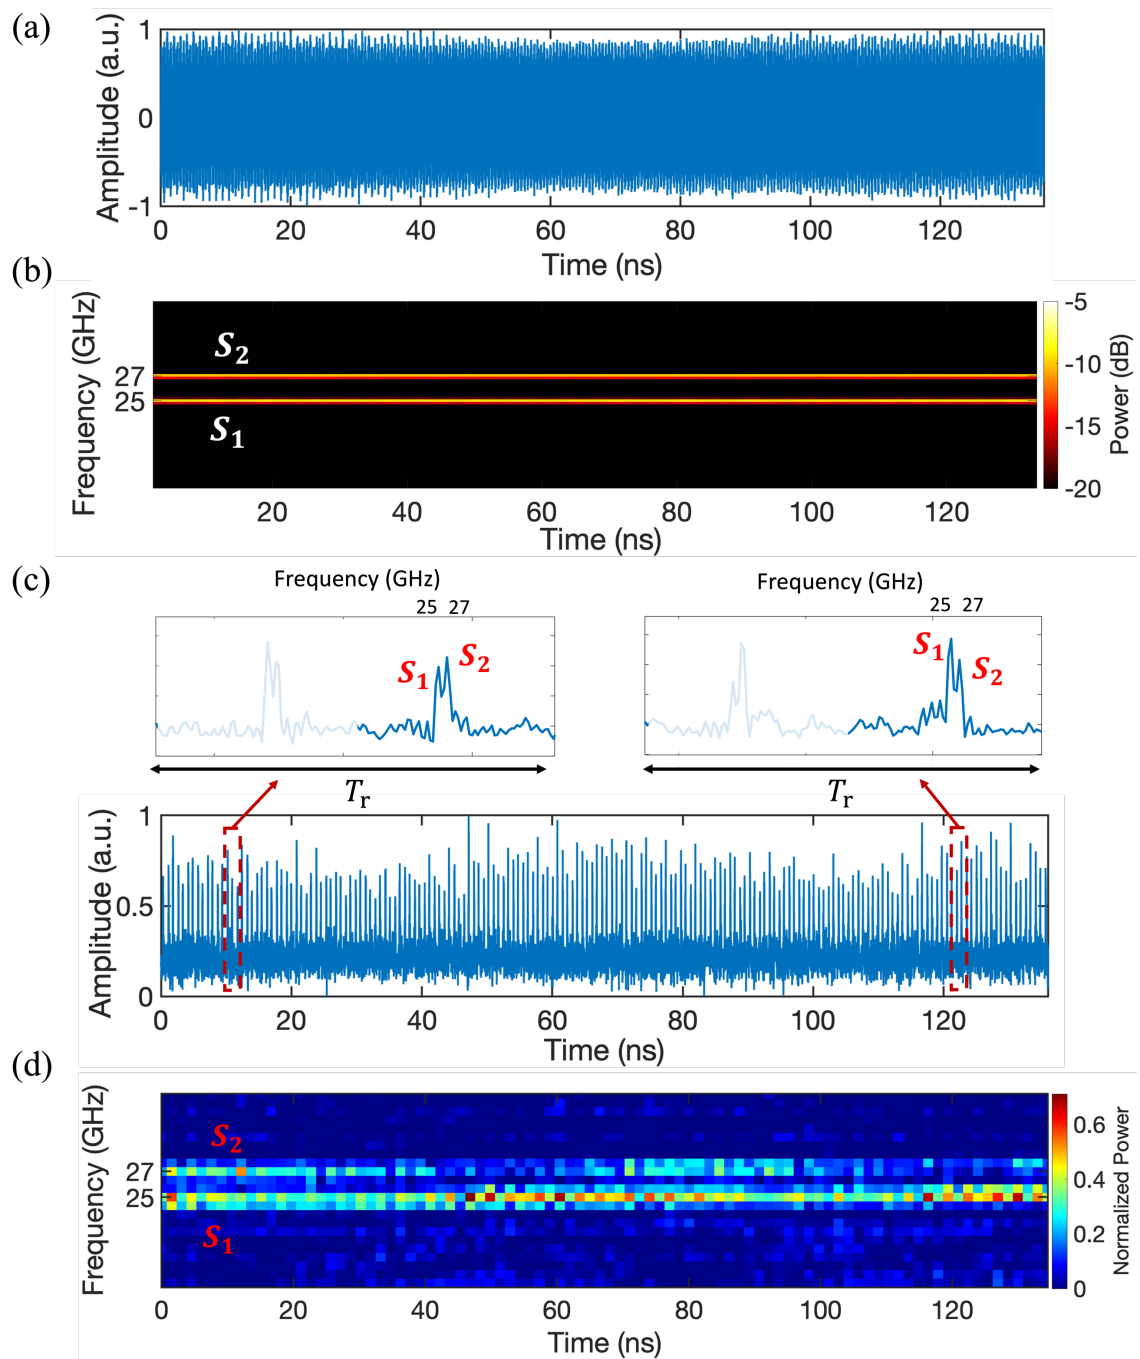 (a)
Amplitude (a.u.)
1
0
-1
0 20 40 60 80 100 120
Time (ns)
(b)
Frequency (GHz)
27
25
S2
S1
20 40 60 80 100 120
Time (ns)
-5
-10
-15
-20
Power (dB)
(c)
Frequency (GHz)
25 27
S1 S2
Tr
Frequency (GHz)
25 27
S1
S2
Tr
Amplitude (a.u.)
1
0.5
0
0 20 40 60 80 100 120
Time (ns)
(d)
Frequency (GHz)
27
25
S2
S1
0 20 40 60 80 100 120
Time (ns)
0.6
0.4
0.2
0
Normalized Power